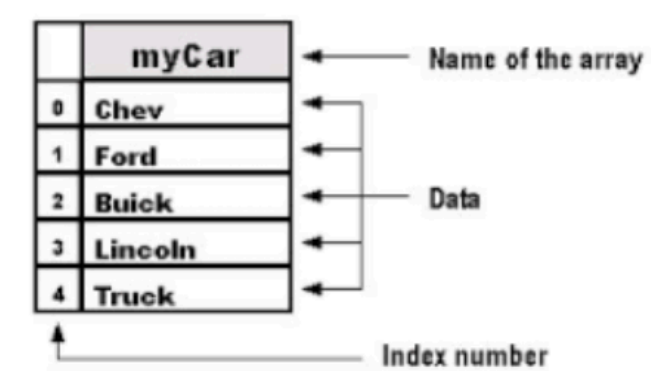 myCar
Name of the array
0 Chev
1 Ford
2 Buick
Data
3 Lincoln
4 Truck
Index number